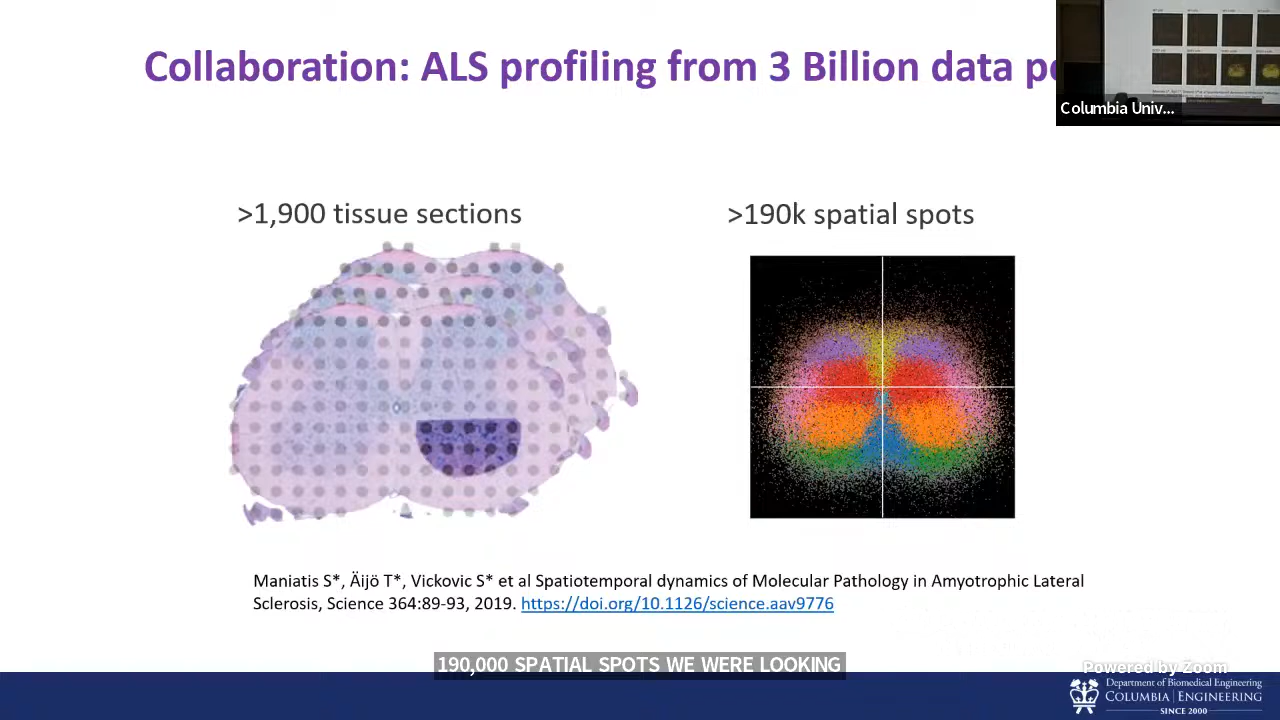 Collaboration: ALS profiling from 3 Billion data
Columbia Univ...
>1,900 tissue sections
>190k spatial spots
Maniatis S*, Äijö T*, Vickovic S* et al Spatiotemporal dynamics of Molecular Pathology in Amyotrophic Lateral
Sclerosis, Science 364:89-93, 2019. https://doi.org/10.1126/science.aav9776
190,000 SPATIAL SPOTS WE WERE LOOKING
Powered by Zoom
Department of Biomedical Engineering
COLUMBIA | ENGINEERING
SINCE 2000